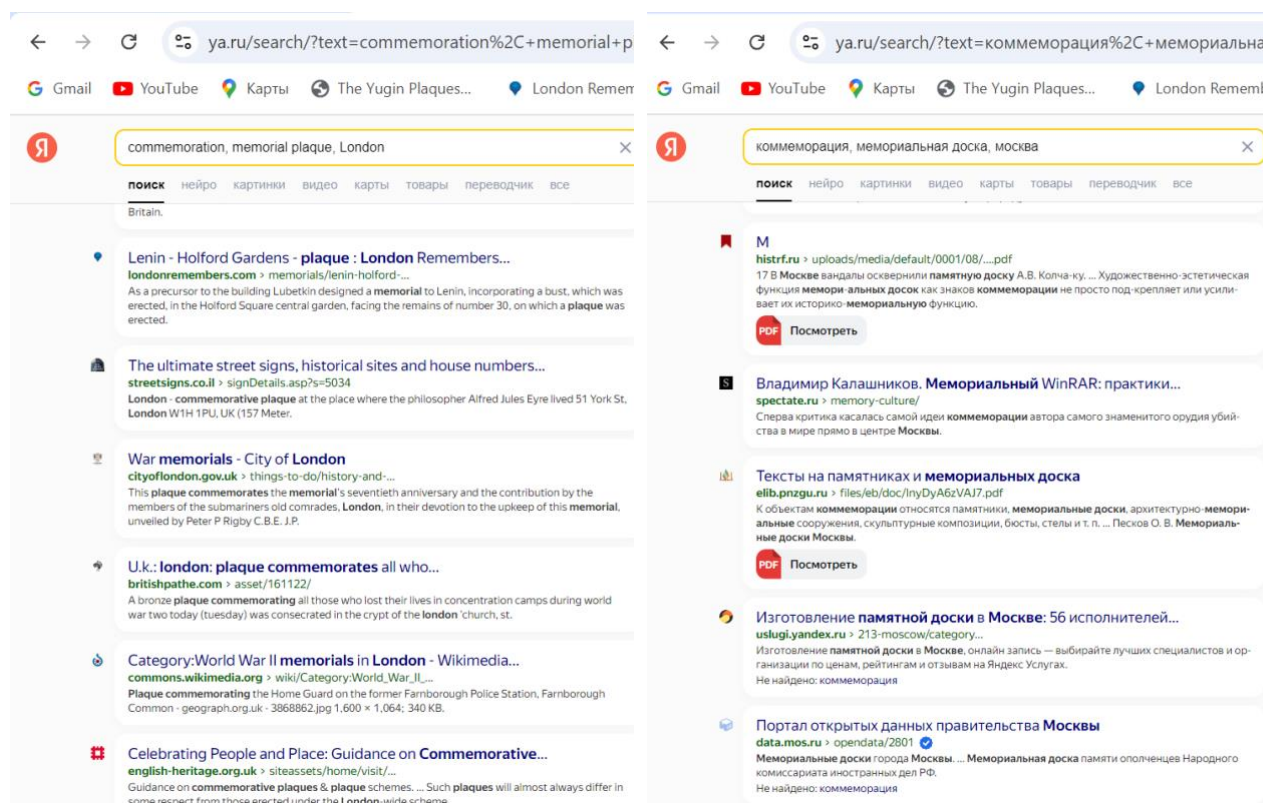 ya.ru/search/?text=commemoration%2C+memorial+p
Gmail YouTube Карты The Yugin Plaques... London Remem
Я
commemoration, memorial plaque, London
поиск нейро картинки видео карты товары переводчик все
Britain.
Lenin - Holford Gardens - plaque : London Remembers...
londonremembers.com › memorials/lenin-holford-...
As a precursor to the building Lubetkin designed a memorial to Lenin, incorporating a bust, which was
erected, in the Holford Square central garden, facing the remains of number 30, on which a plaque was
erected.
The ultimate street signs, historical sites and house numbers...
streetsigns.co.il › signDetails.asp?s=5034
London - commemorative plaque at the place where the philosopher Alfred Jules Eyre lived 51 York St,
London W1H 1PU, UK (157 Meter.
War memorials - City of London
cityoflondon.gov.uk › things-to-do/history-and-...
This plaque commemorates the memorial's seventieth anniversary and the contribution by the
members of the submariners old comrades, London, in their devotion to the upkeep of this memorial,
unveiled by Peter P Rigby C.B.E. J.P.
U.k.: london: plaque commemorates all who...
britishpathe.com › asset/161122/
A bronze plaque commemorating all those who lost their lives in concentration camps during world
war two today (tuesday) was consecrated in the crypt of the london 'church, st.
Category:World War II memorials in London - Wikimedia...
commons.wikimedia.org › wiki/Category:World_War_II_...
Plaque commemorating the Home Guard on the former Farnborough Police Station, Farnborough
Common - geograph.org.uk - 3868862.jpg 1,600 × 1,064; 340 KB.
Celebrating People and Place: Guidance on Commemorative...
english-heritage.org.uk › siteassets/home/visit/...
Guidance on commemorative plaques & plaque schemes. ... Such plaques will almost always differ in
some respect from those erected under the London-wide scheme
ya.ru/search/?text=коммеморация%2C+мемориальна
Gmail YouTube Карты The Yugin Plaques... London Rememb
Я
коммеморация, мемориальная доска, москва
поиск нейро картинки видео карты товары переводчик все
М
histrf.ru › uploads/media/default/0001/08/....pdf
17 В Москве вандалы осквернили памятную доску А.В. Колча-ку. ... Художественно-эстетическая
функция мемори-альных досок как знаков коммеморации не просто под-крепляет или усили-
вает их историко-мемориальную функцию.
PDF Посмотреть
S
Владимир Калашников. Мемориальный WinRAR: практики...
spectate.ru › memory-culture/
Сперва критика касалась самой идеи коммеморации автора самого знаменитого орудия убий-
ства в мире прямо в центре Москвы.
Тексты на памятниках и мемориальных доска
elib.pnzgu.ru › files/eb/doc/InyDyA6zVAJ7.pdf
К объектам коммеморации относятся памятники, мемориальные доски, архитектурно-мемори-
альные сооружения, скульптурные композиции, бюсты, стелы и т. п. ... Песков О. В. Мемориаль-
ные доски Москвы.
PDF Посмотреть
Изготовление памятной доски в Москве: 56 исполнителей...
uslugi.yandex.ru › 213-moscow/category...
Изготовление памятной доски в Москве, онлайн запись — выбирайте лучших специалистов и ор-
ганизации по ценам, рейтингам и отзывам на Яндекс Услугах.
Не найдено: коммеморация
Портал открытых данных правительства Москвы
data.mos.ru › opendata/2801
Мемориальные доски города Москвы. ... Мемориальная доска памяти ополченцев Народного
комиссариата иностранных дел РФ.
Не найдено: коммеморация